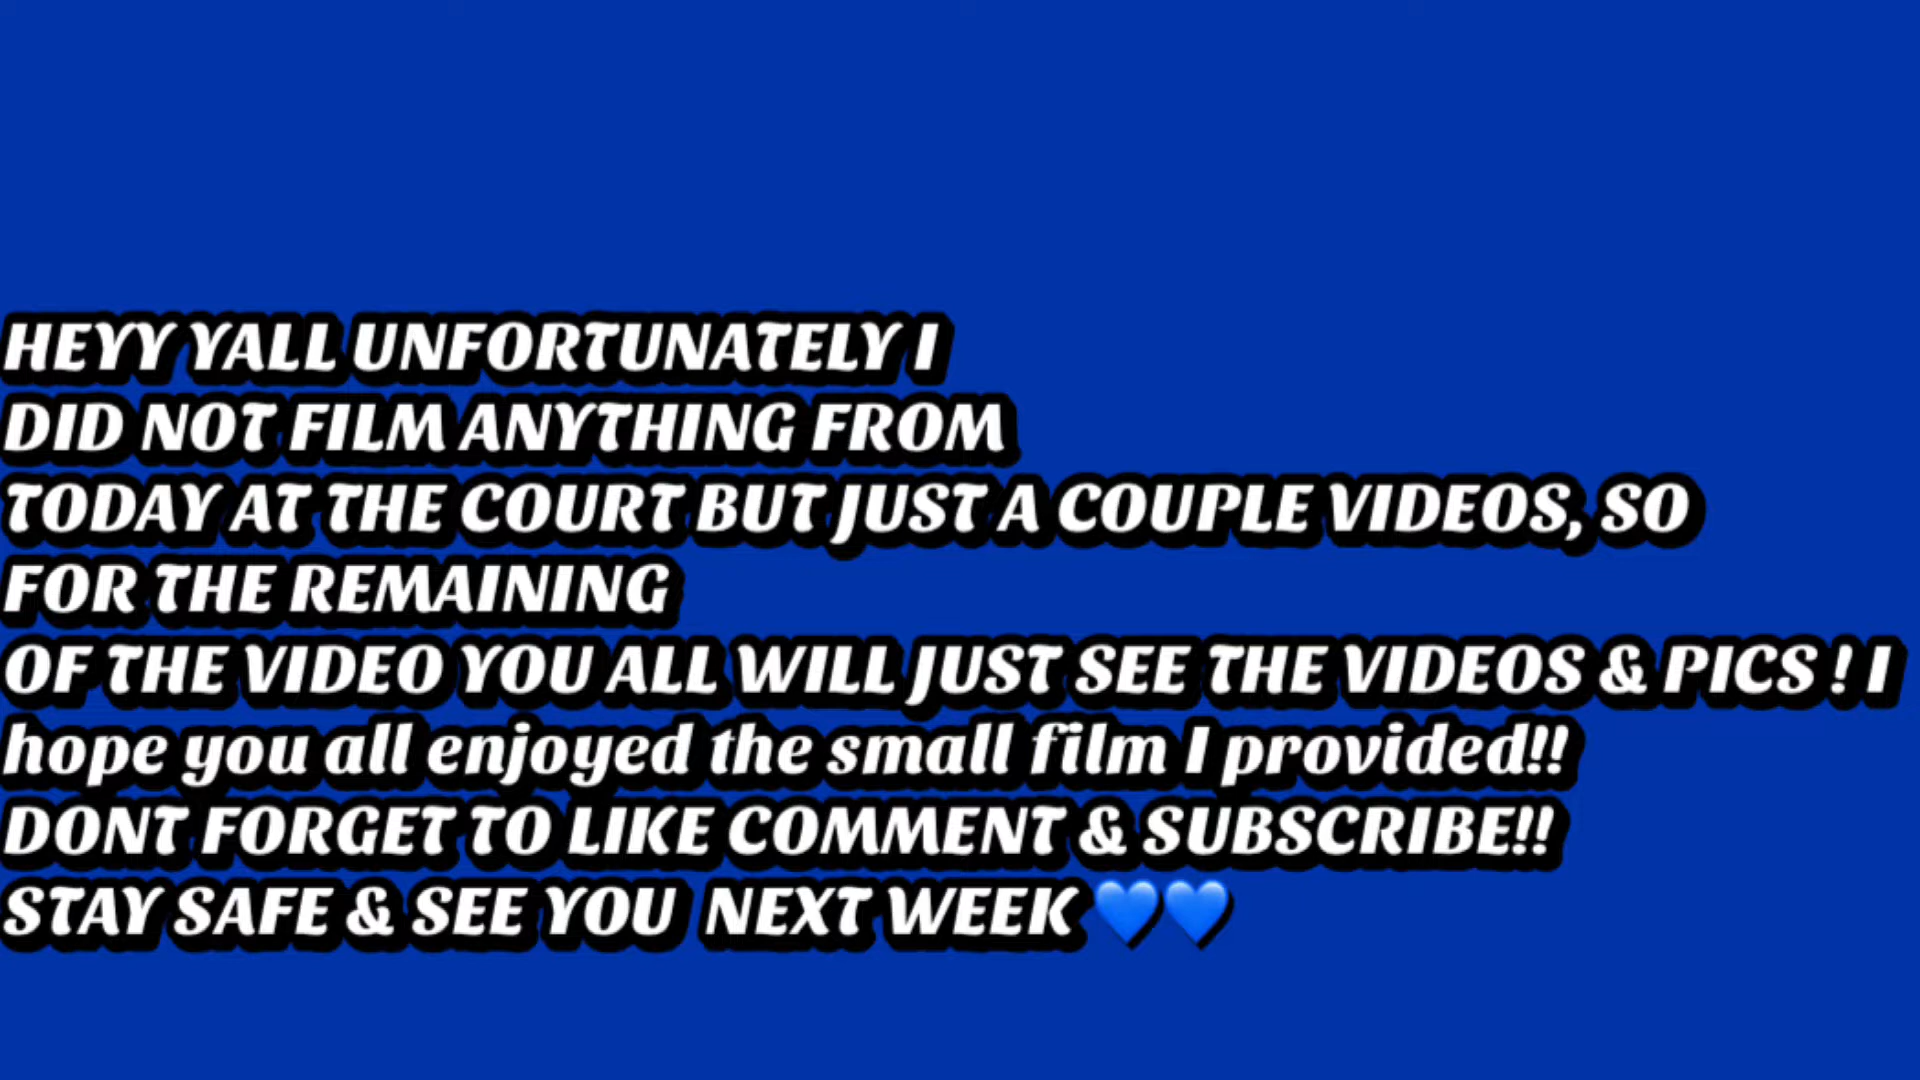 HEYY YALL UNFORTUNATELY I
DID NOT FILM ANYTHING FROM
TODAY AT THE COURT BUT JUST A COUPLE VIDEOS, SO
FOR THE REMAINING
OF THE VIDEO YOU ALL WILL JUST SEE THE VIDEOS & PICS ! I
hope you all enjoyed the small film I provided!!
DONT FORGET TO LIKE COMMENT & SUBSCRIBE!!
STAY SAFE & SEE YOU  NEXT WEEK 💙💙